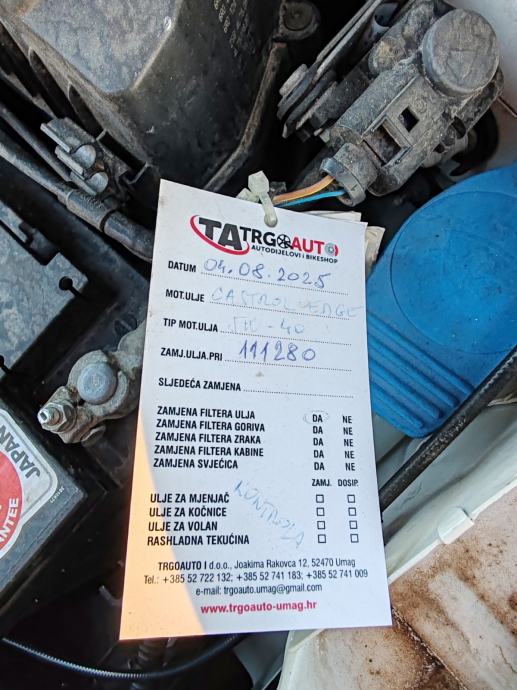 TA TRGOAUTO
AUTODIJELOVI i BIKESHOP
DATUM 04.08.2025
MOT.ULJE CASTROL EDGE
TIP MOT.ULJA -40
ZAMJ.ULJA.PRI 111280
SLJEDEĆA ZAMJENA
ZAMJENA FILTERA ULJA DA NE
ZAMJENA FILTERA GORIVA DA NE
ZAMJENA FILTERA ZRAKA DA NE
ZAMJENA FILTERA KABINE DA NE
ZAMJENA SVJEĆICA DA NE
ZAMJ. DOSIP.
KONTROLA
ULJE ZA MJENJAČ
ULJE ZA KOČNICE
ULJE ZA VOLAN
RASHLADNA TEKUĆINA
TRGOAUTO I d.o.o., Joakima Rakovca 12, 52470 Umag
Tel.: +385 52 722 132; +385 52 741 183; +385 52 741 009
e-mail: trgoauto.umag@gmail.com
www.trgoauto-umag.hr
JAPAN